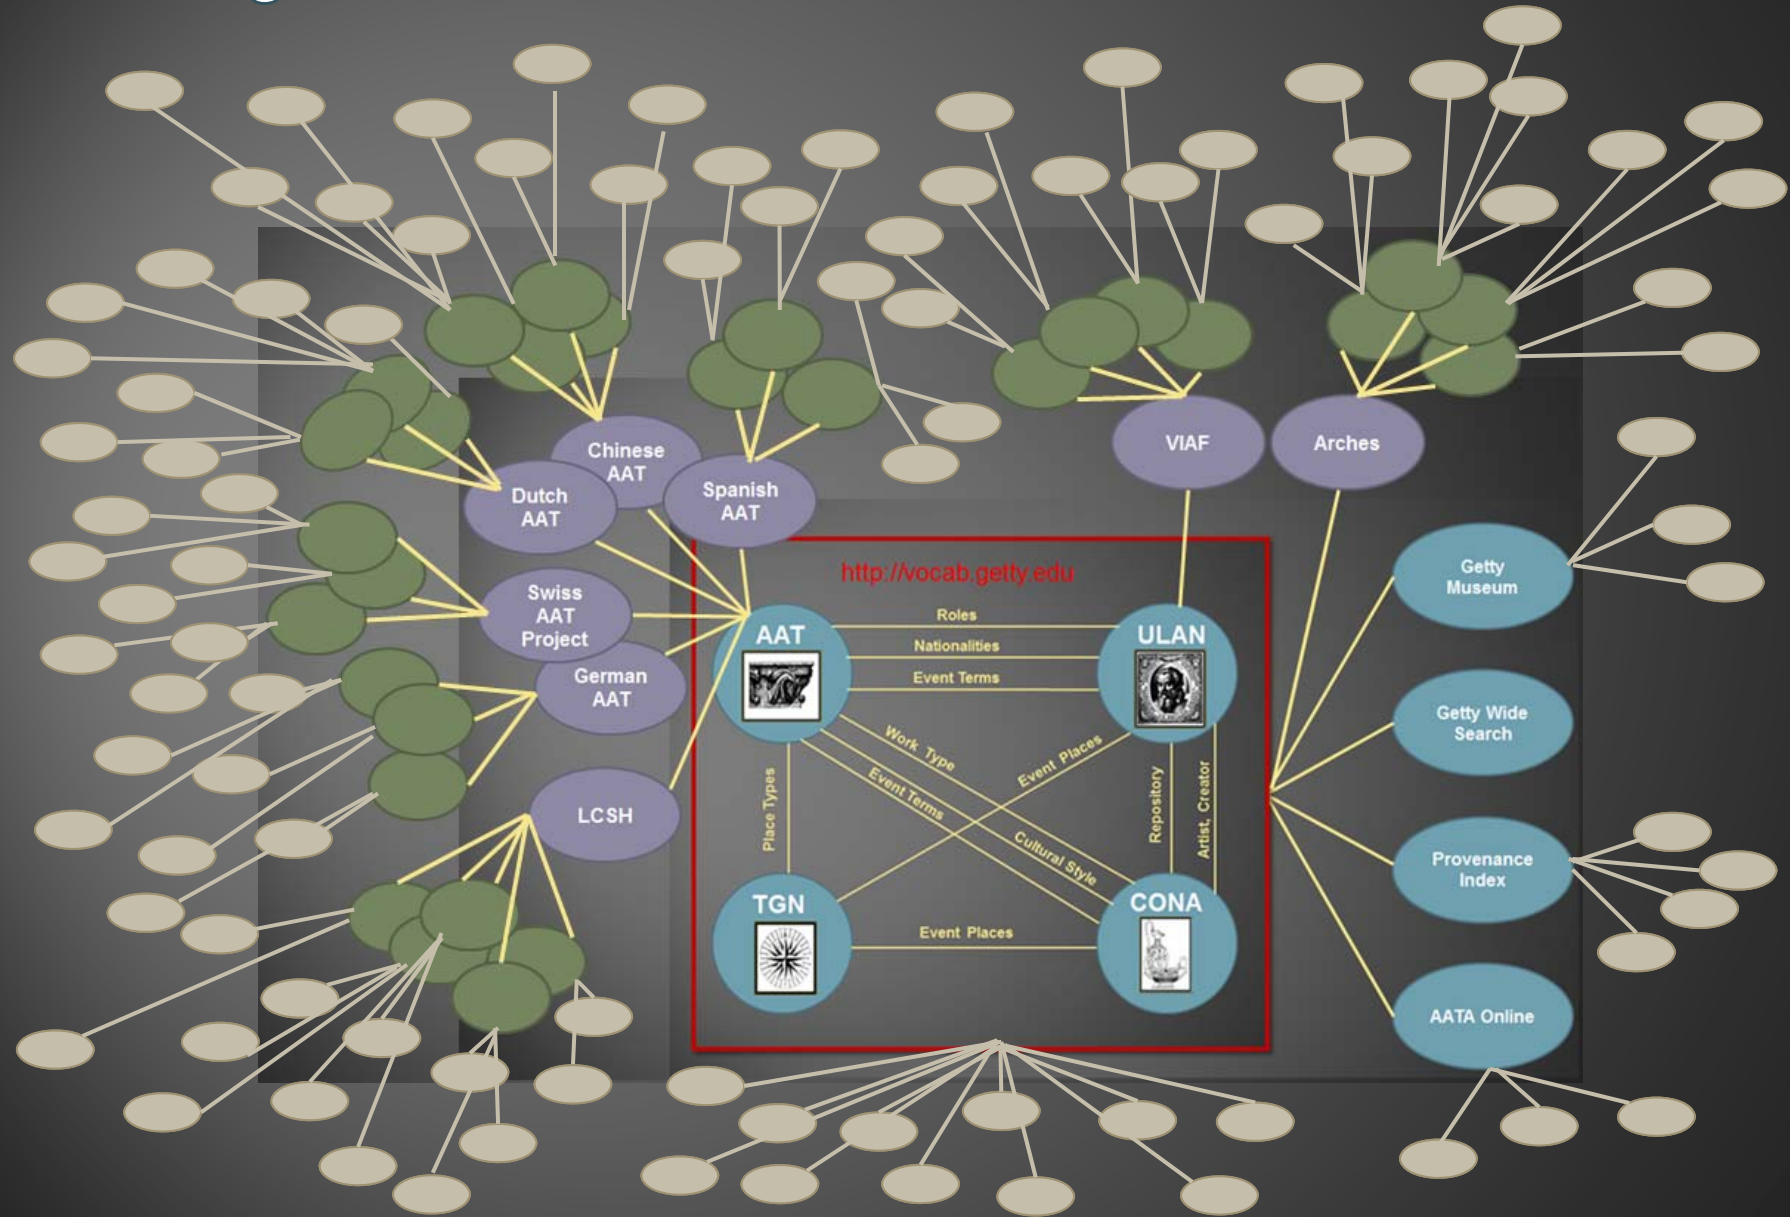 Chinese
AAT
Dutch
AAT
Spanish
AAT
VIAF
Arches
Swiss
AAT
Project
German
AAT
LCSH
http://vocab.getty.edu
AAT
Roles
Nationalities
Event Terms
ULAN
Work Type
Event Terms
Cultural Style
Event Places
Place Types
Repository
Artist, Creator
TGN
Event Places
CONA
Getty
Museum
Getty Wide
Search
Provenance
Index
AATA Online